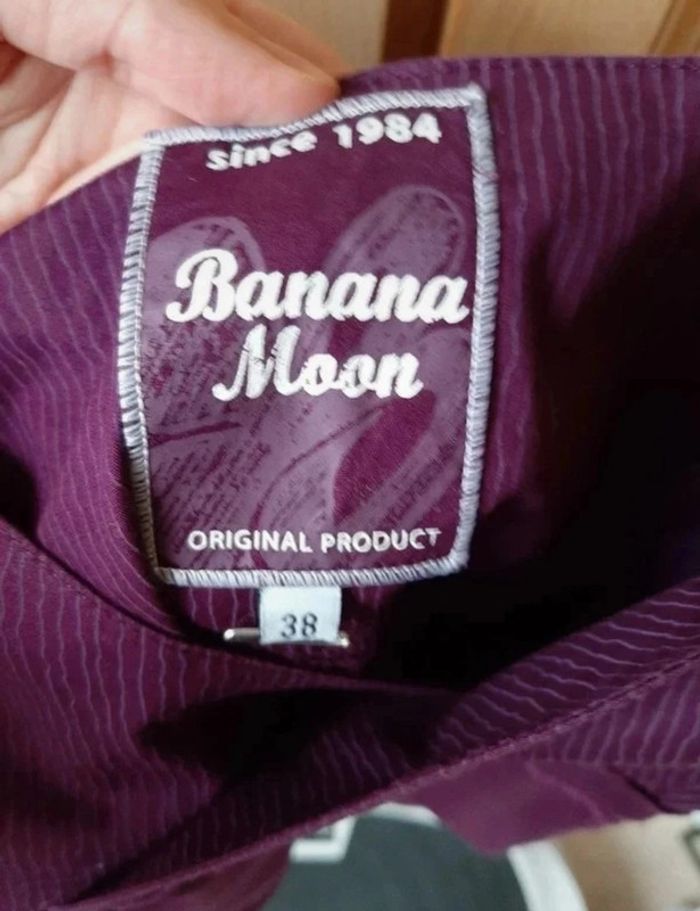 since 1984
Banana
Moon
ORIGINAL PRODUCT
38